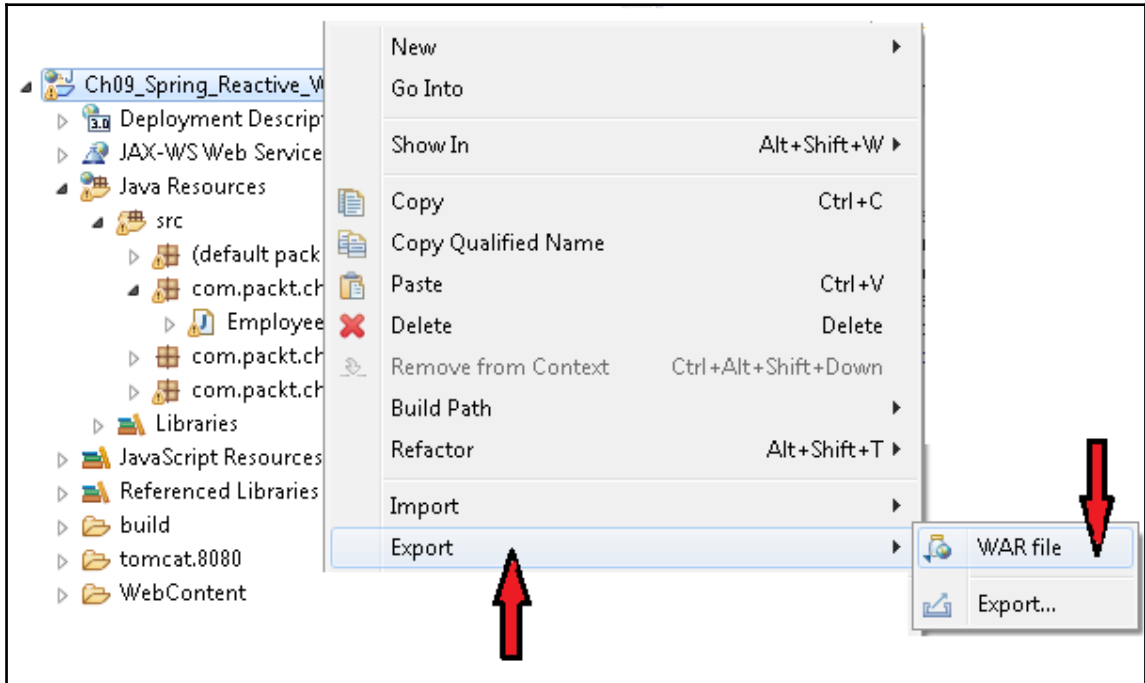 Ch09_Spring_Reactive_W
3.0 Deployment Descrip
JAX-WS Web Service
Java Resources
src
(default pack
com.packt.ch
J Employee
com.packt.ch
com.packt.ch
Libraries
JavaScript Resources
Referenced Libraries
build
tomcat.8080
WebContent
New
Go Into
Show In Alt+Shift+W
Copy Ctrl+C
Copy Qualified Name
Paste Ctrl+V
Delete Delete
Remove from Context Ctrl+Alt+Shift+Down
Build Path
Refactor Alt+Shift+T
Import
Export
WAR file
Export...